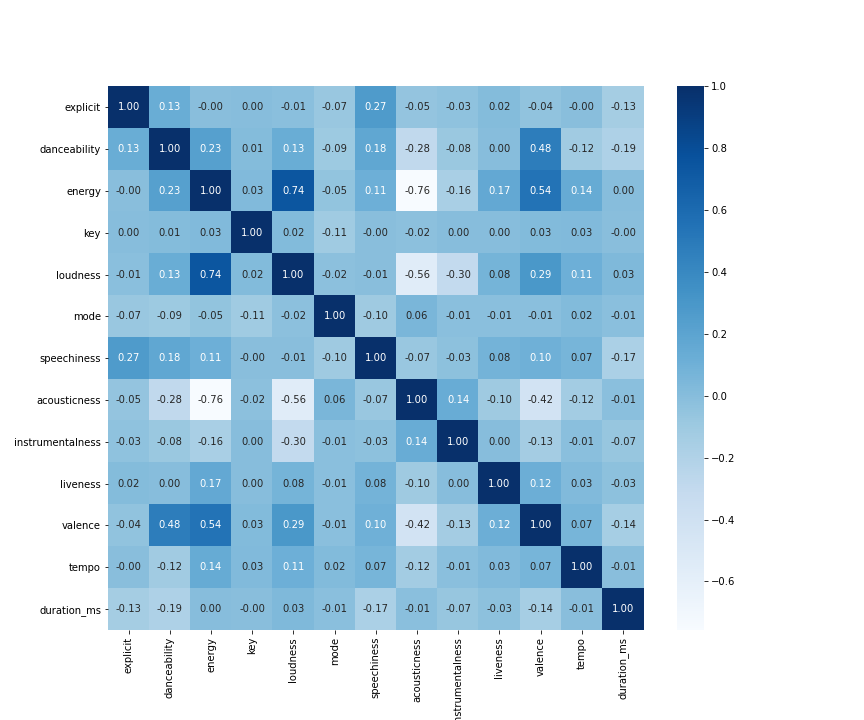 explicit 1.00 0.13 -0.00 0.00 -0.01 -0.07 0.27 -0.05 -0.03 0.02 -0.04 -0.00 -0.13
danceability 0.13 1.00 0.23 0.01 0.13 -0.09 0.18 -0.28 -0.08 0.00 0.48 -0.12 -0.19
energy -0.00 0.23 1.00 0.03 0.74 -0.05 0.11 -0.76 -0.16 0.17 0.54 0.14 0.00
key 0.00 0.01 0.03 1.00 0.02 -0.11 -0.00 -0.02 0.00 0.00 0.03 0.03 -0.00
loudness -0.01 0.13 0.74 0.02 1.00 -0.02 -0.01 -0.56 -0.30 0.08 0.29 0.11 0.03
mode -0.07 -0.09 -0.05 -0.11 -0.02 1.00 -0.10 0.06 -0.01 -0.01 -0.01 0.02 -0.01
speechiness 0.27 0.18 0.11 -0.00 -0.01 -0.10 1.00 -0.07 -0.03 0.08 0.10 0.07 -0.17
acousticness -0.05 -0.28 -0.76 -0.02 -0.56 0.06 -0.07 1.00 0.14 -0.10 -0.42 -0.12 -0.01
instrumentalness -0.03 -0.08 -0.16 0.00 -0.30 -0.01 -0.03 0.14 1.00 0.00 -0.13 -0.01 -0.07
liveness 0.02 0.00 0.17 0.00 0.08 -0.01 0.08 -0.10 0.00 1.00 0.12 0.03 -0.03
valence -0.04 0.48 0.54 0.03 0.29 -0.01 0.10 -0.42 -0.13 0.12 1.00 0.07 -0.14
tempo -0.00 -0.12 0.14 0.03 0.11 0.02 0.07 -0.12 -0.01 0.03 0.07 1.00 -0.01
duration_ms -0.13 -0.19 0.00 -0.00 0.03 -0.01 -0.17 -0.01 -0.07 -0.03 -0.14 -0.01 1.00
explicit
danceability
energy
key
loudness
mode
speechiness
acousticness
nstrumentalness
liveness
valence
tempo
duration_ms
1.0
0.8
0.6
0.4
0.2
0.0
−0.2
−0.4
−0.6